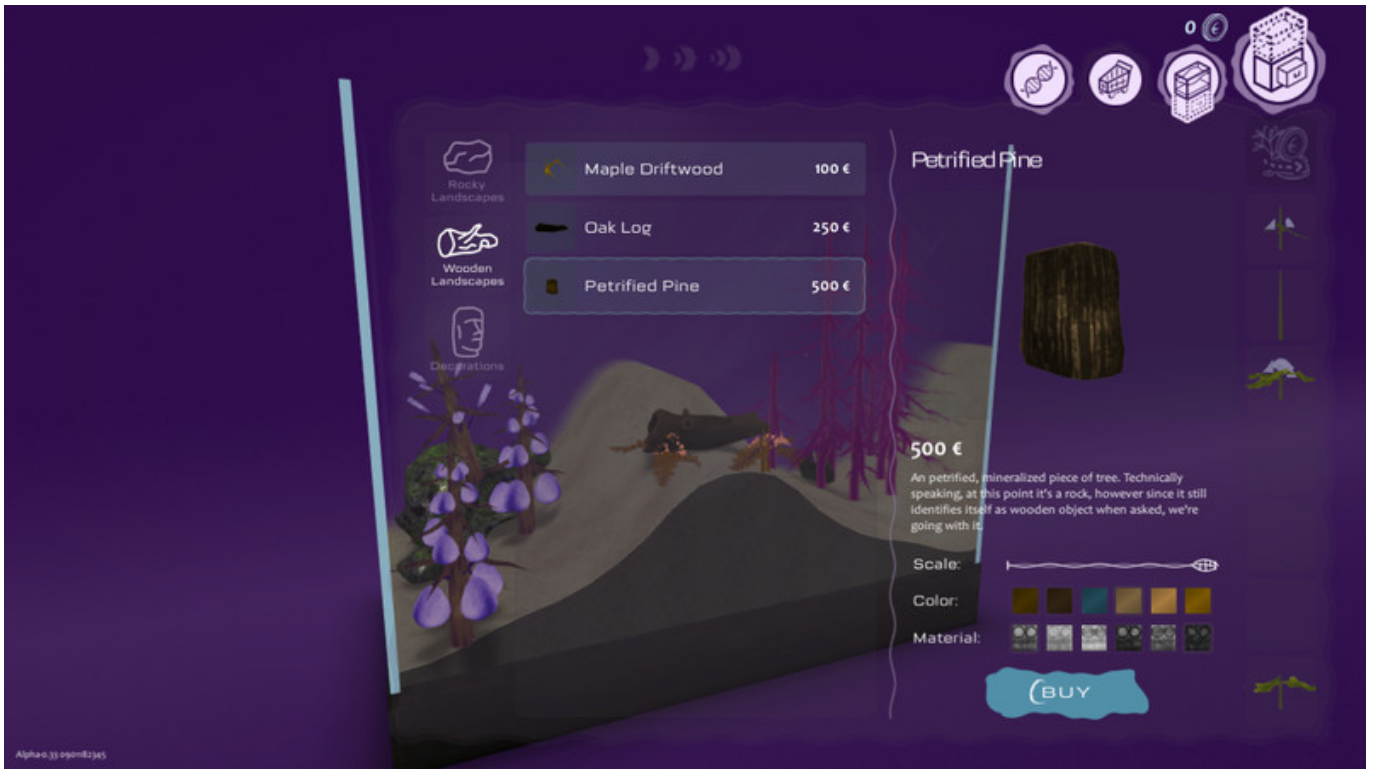 0
Rocky
Landscapes
Wooden
Landscapes
Decorations
Maple Driftwood 100 €
Oak Log 250 €
Petrified Pine 500 €
Petrified Pine
500 €
An petrified, mineralized piece of tree. Technically
speaking, at this point it's a rock, however since it still
identifies itself as wooden object when asked, we're
going with it.
Scale:
Color:
Material:
BUY